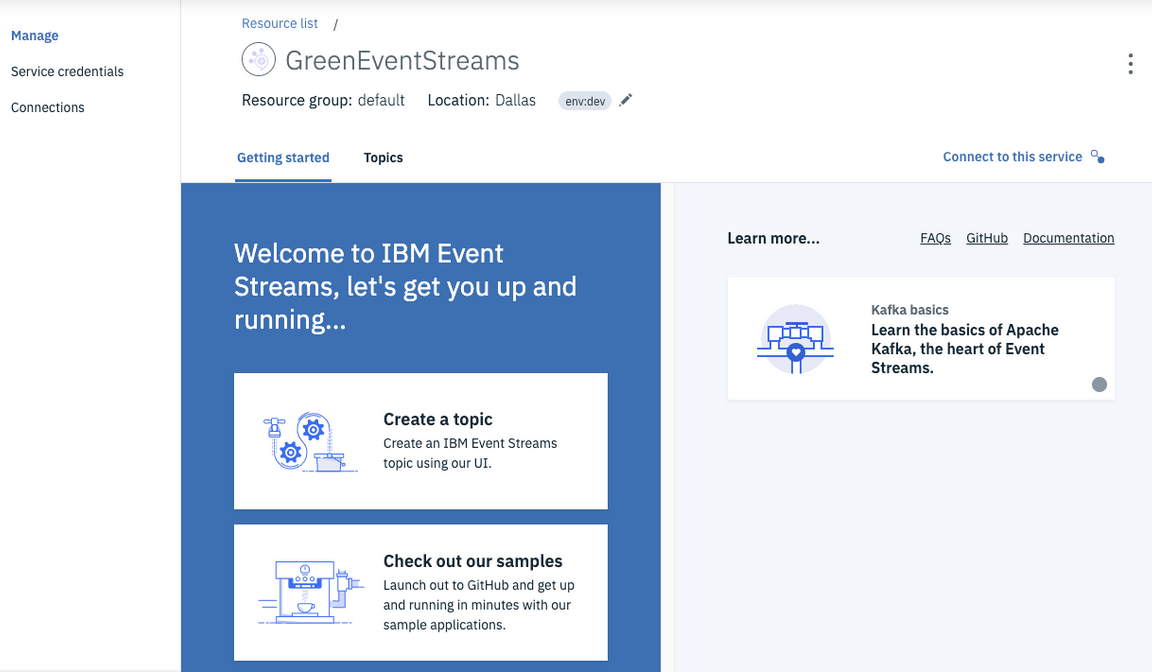 Manage
Service credentials
Connections
Resource list /
GreenEventStreams
Resource group: default Location: Dallas env:dev
Getting started Topics Connect to this service
Welcome to IBM Event
Streams, let's get you up and
running...
Create a topic
Create an IBM Event Streams
topic using our UI.
Check out our samples
Launch out to GitHub and get up
and running in minutes with our
sample applications.
Learn more... FAQs GitHub Documentation
Kafka basics
Learn the basics of Apache
Kafka, the heart of Event
Streams.